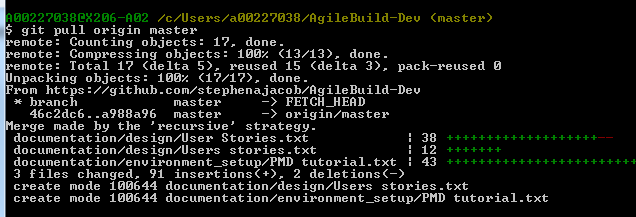 A00227038@X206-A02 /c/Users/a00227038/AgileBuild-Dev (master)
$ git pull origin master
remote: Counting objects: 17, done.
remote: Compressing objects: 100% (13/13), done.
remote: Total 17 (delta 5), reused 15 (delta 3), pack-reused 0
Unpacking objects: 100% (17/17), done.
From https://github.com/stephenajacob/AgileBuild-Dev
 * branch            master     -> FETCH_HEAD
   46c2dc6..a988a96  master     -> origin/master
Merge made by the 'recursive' strategy.
 documentation/design/User Stories.txt            | 38 ++++++++++++++++++++--
 documentation/design/Users stories.txt           | 12 +++++++
 documentation/environment_setup/PMD tutorial.txt | 43 +++++++++++++++++++++++++
 3 files changed, 91 insertions(+), 2 deletions(-)
 create mode 100644 documentation/design/Users stories.txt
 create mode 100644 documentation/environment_setup/PMD tutorial.txt